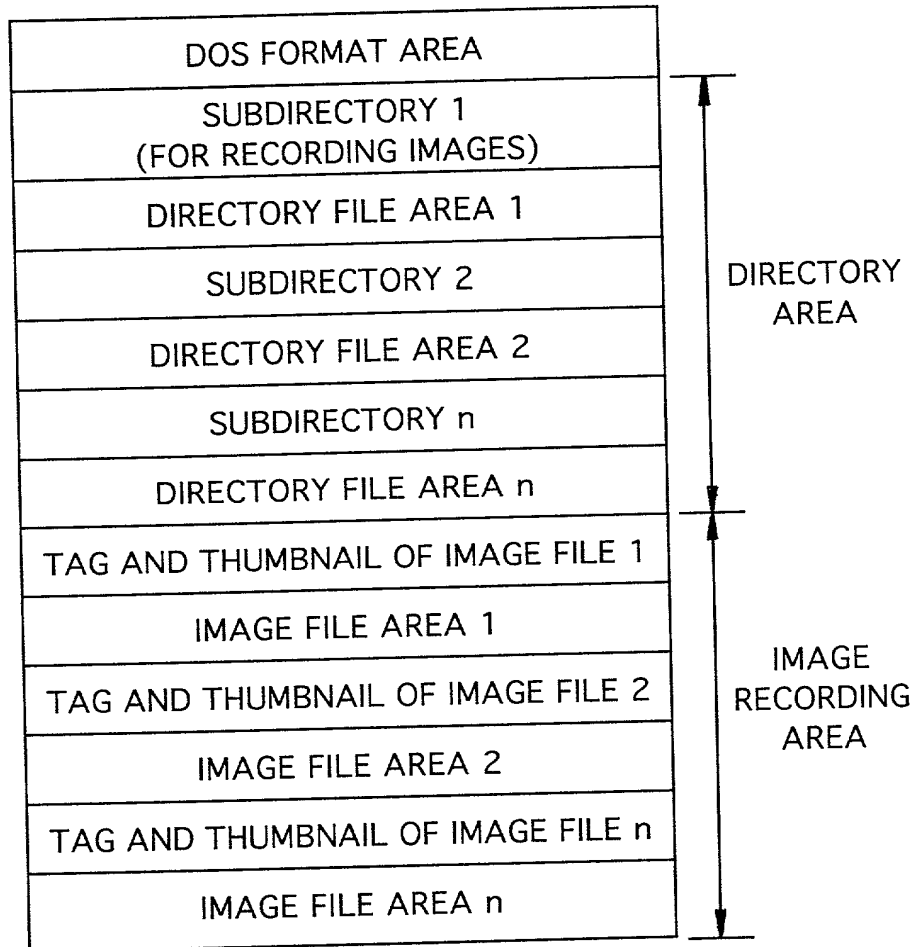 DOS FORMAT AREA
SUBDIRECTORY 1
(FOR RECORDING IMAGES)
DIRECTORY FILE AREA 1
SUBDIRECTORY 2
DIRECTORY FILE AREA 2
SUBDIRECTORY n
DIRECTORY FILE AREA n
DIRECTORY
AREA
TAG AND THUMBNAIL OF IMAGE FILE 1
IMAGE FILE AREA 1
TAG AND THUMBNAIL OF IMAGE FILE 2
IMAGE FILE AREA 2
TAG AND THUMBNAIL OF IMAGE FILE n
IMAGE FILE AREA n
IMAGE
RECORDING
AREA